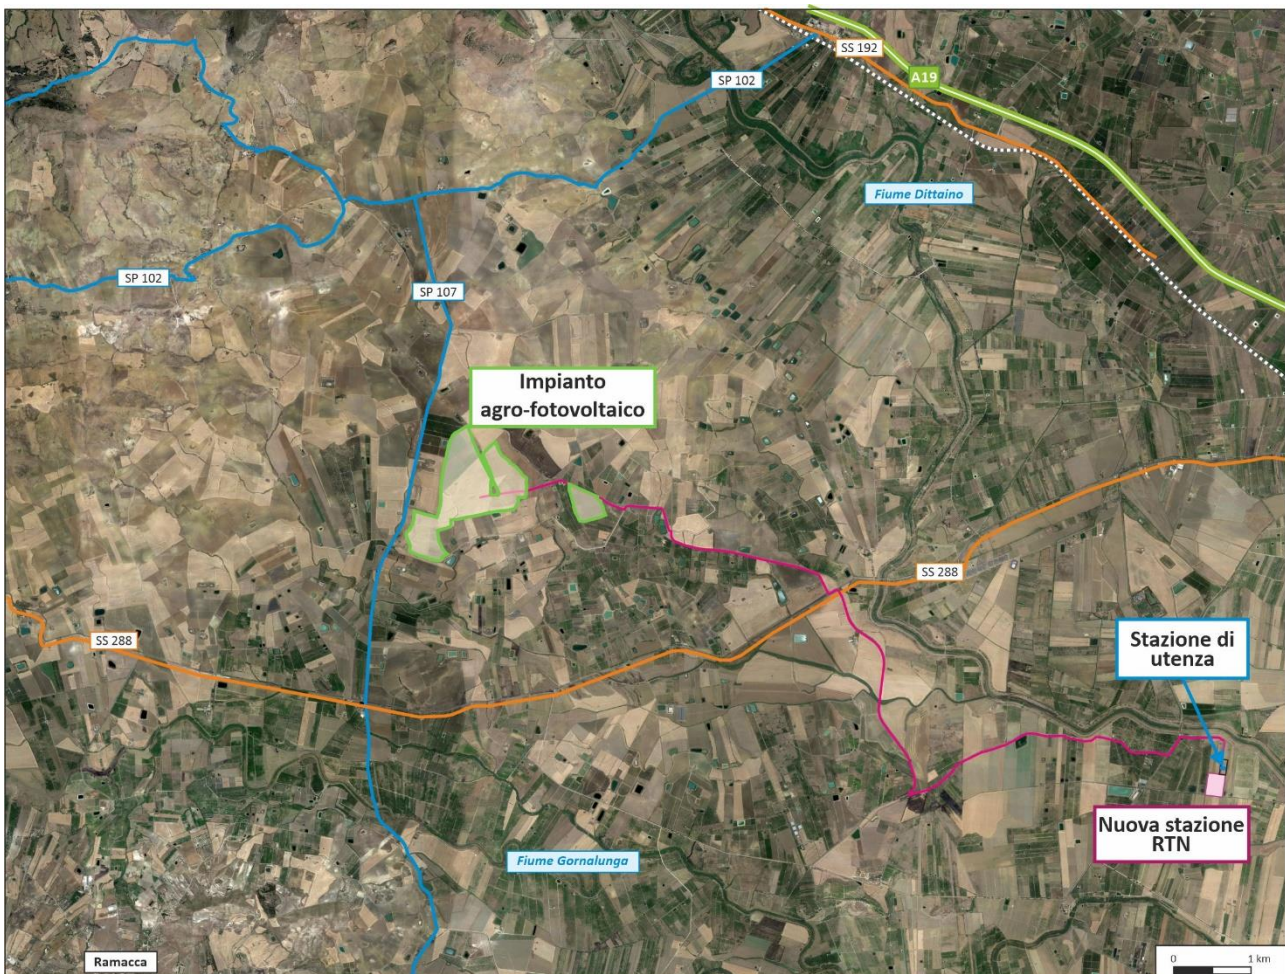 SS 192
A19
SP 102
Fiume Dittaino
SP 102
SP 107
Impianto
agro-fotovoltaico
SS 288
SS 288
Stazione di
utenza
Nuova stazione
RTN
Fiume Gornalunga
Ramacca
0 1 km